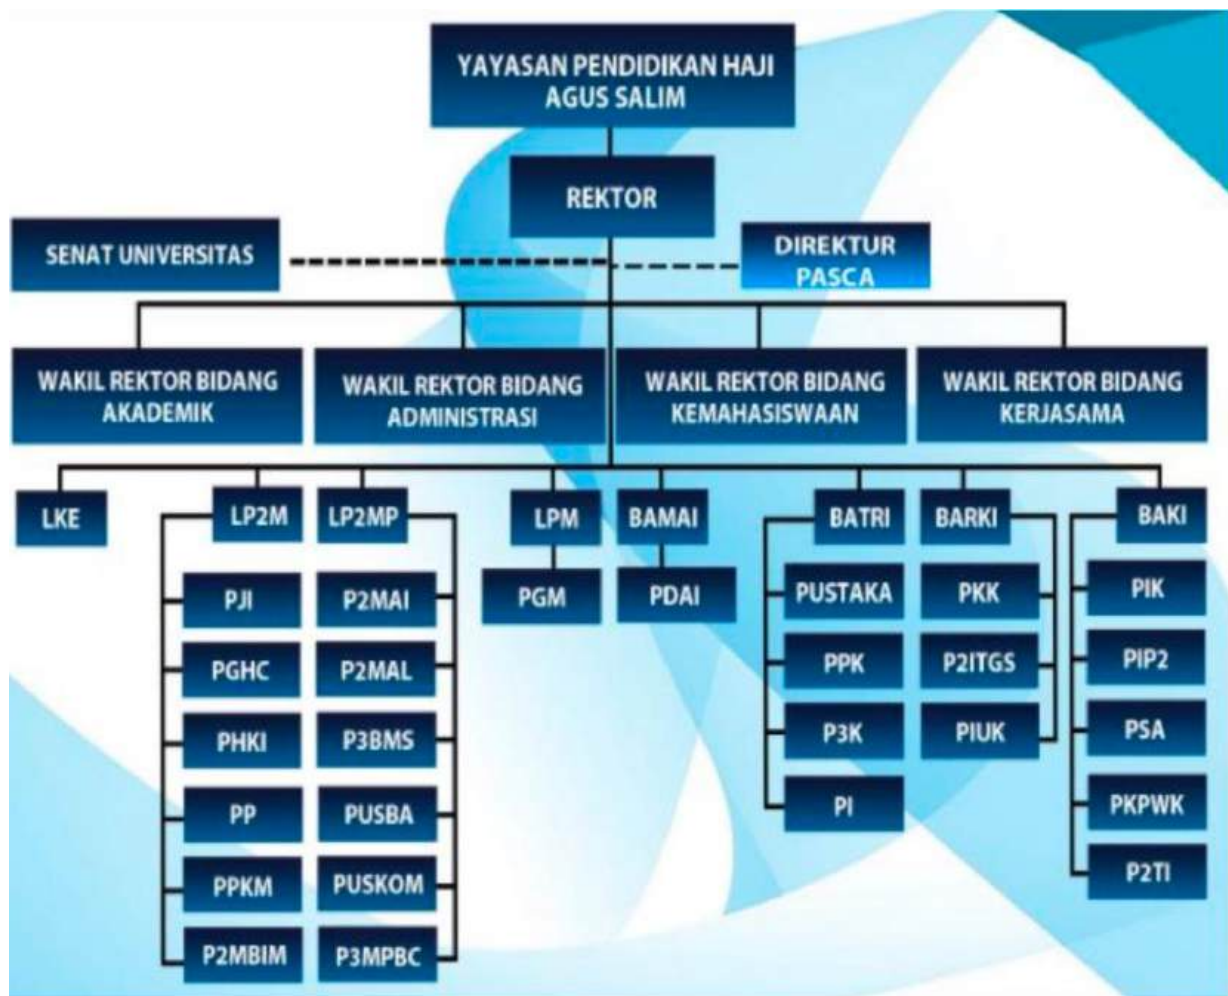 YAYASAN PENDIDIKAN HAJI
AGUS SALIM
REKTOR
SENAT UNIVERSITAS
DIREKTUR
PASCA
WAKIL REKTOR BIDANG
AKADEMIK
WAKIL REKTOR BIDANG
ADMINISTRASI
WAKIL REKTOR BIDANG
KEMAHASISWAAN
WAKIL REKTOR BIDANG
KERJASAMA
LKE
LP2M
LP2MP
LPM
BAMAI
BATRI
BARKI
BAKI
PJI
PGHC
PHKI
PP
PPKM
P2MBIM
P2MAI
P2MAL
P3BMS
PUSBA
PUSKOM
P3MPBC
PGM
PDAI
PUSTAKA
PPK
P3K
PI
PKK
P2ITGS
PIUK
PIK
PIP2
PSA
PKPWK
P2TI